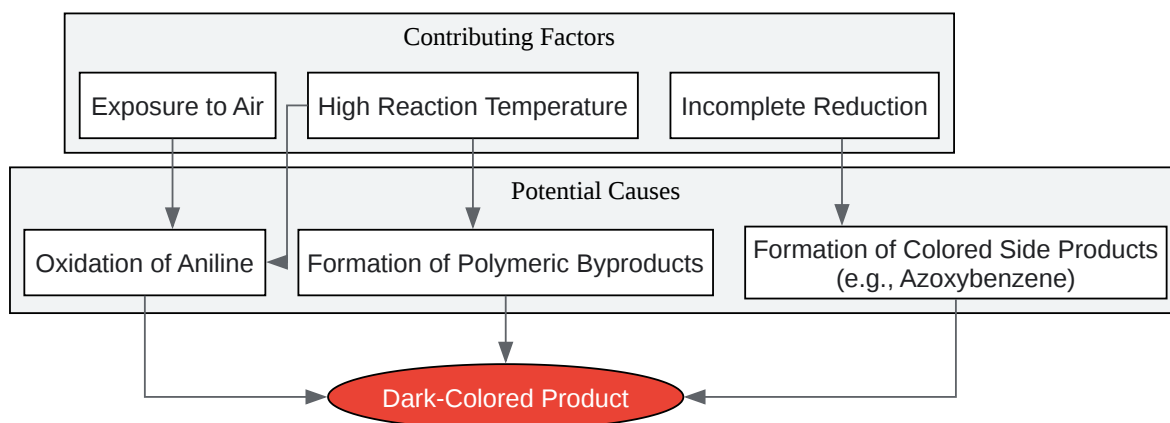 Contributing Factors
Exposure to Air
High Reaction Temperature
Incomplete Reduction
Potential Causes
Oxidation of Aniline
Formation of Polymeric Byproducts
Formation of Colored Side Products
(e.g., Azoxybenzene)
Dark-Colored Product